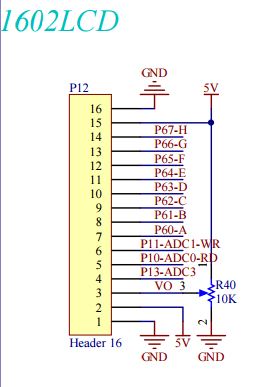 1602LCD
P12
GND
5V
16
15
14 P67-H
13 P66-G
12 P65-F
11 P64-E
10 P63-D
9 P62-C
8 P61-B
7 P60-A
6 P11-ADC1-WR
5 P10-ADC0-RD
4 P13-ADC3
3 VO 3 R40
2 10K
1 2
Header 16
GND 5V GND